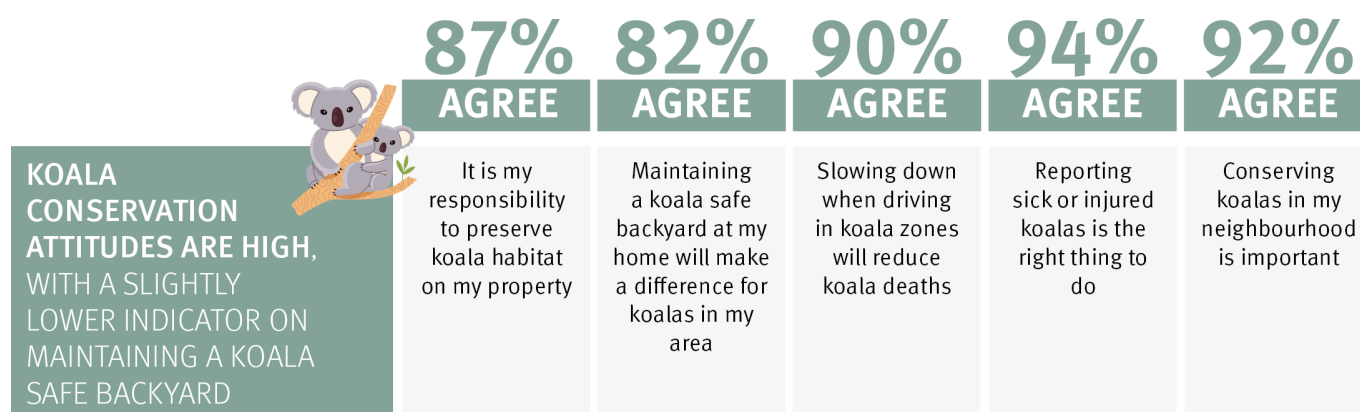 KOALA
CONSERVATION
ATTITUDES ARE HIGH,
WITH A SLIGHTLY
LOWER INDICATOR ON
MAINTAINING A KOALA
SAFE BACKYARD
87%
AGREE
It is my
responsibility
to preserve
koala habitat
on my property
82%
AGREE
Maintaining
a koala safe
backyard at my
home will make
a difference for
koalas in my
area
90%
AGREE
Slowing down
when driving
in koala zones
will reduce
koala deaths
94%
AGREE
Reporting
sick or injured
koalas is the
right thing to
do
92%
AGREE
Conserving
koalas in my
neighbourhood
is important